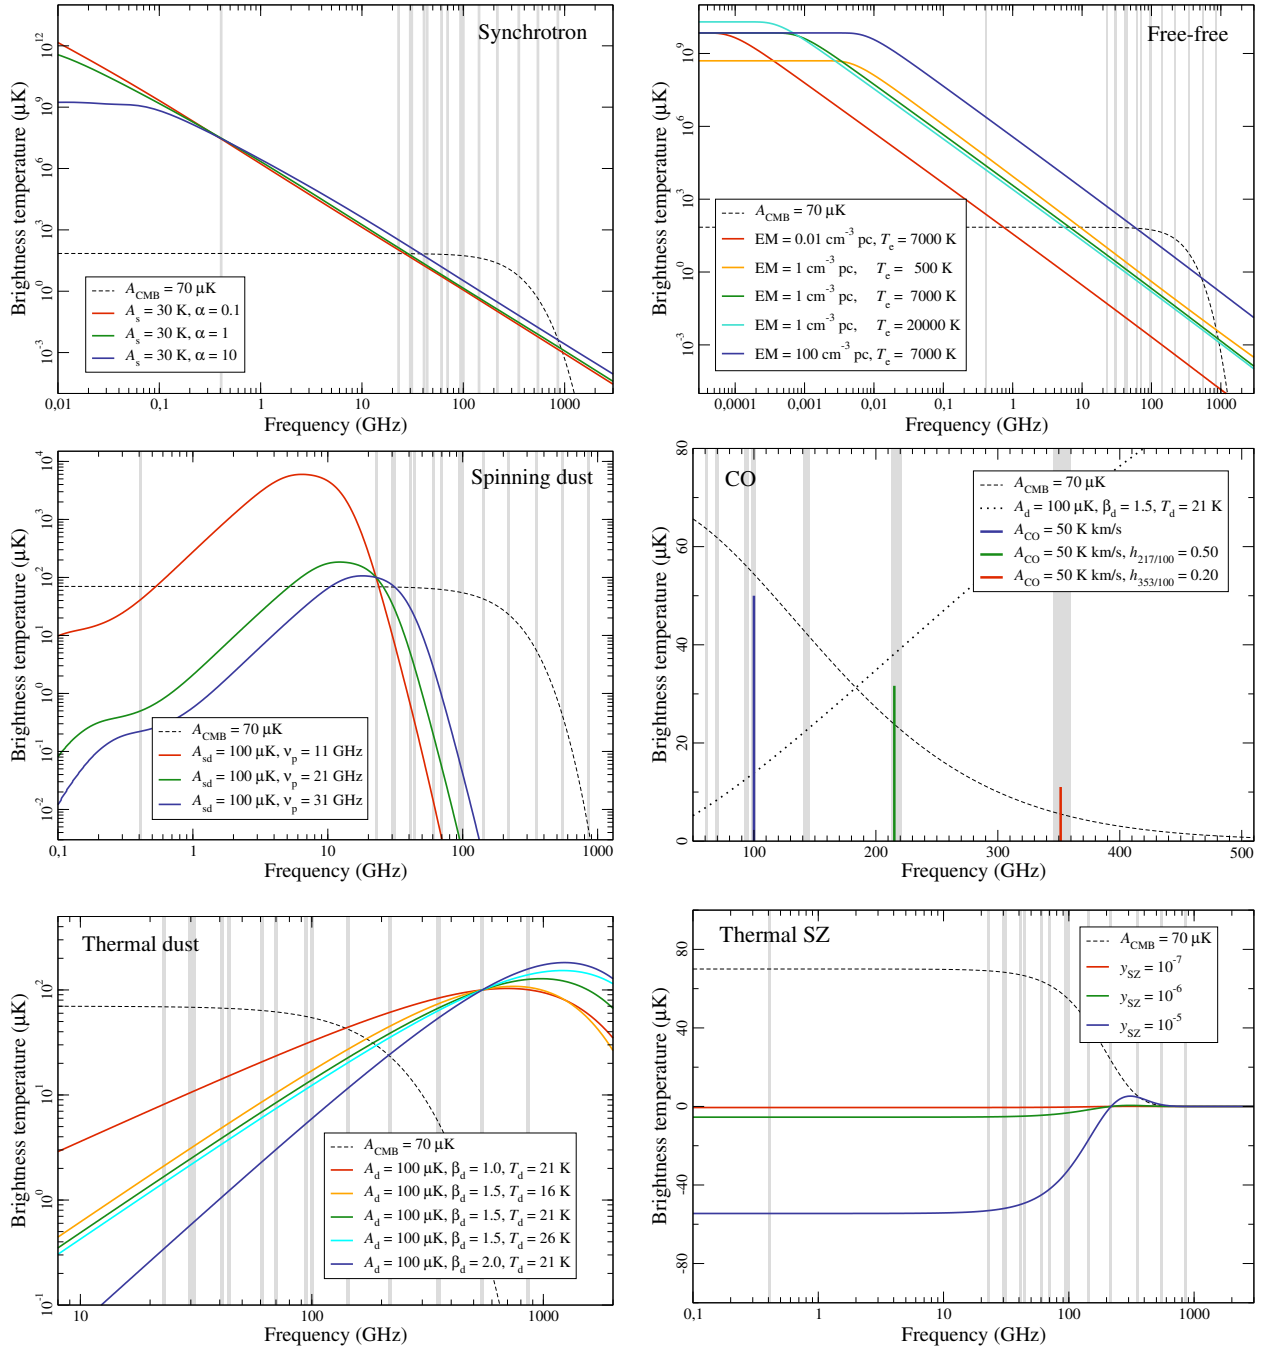 Synchrotron
Brightness temperature (μK)
10^12
10^9
10^6
10^3
10^0
10^-3
A_CMB = 70 μK
A_s = 30 K, α = 0.1
A_s = 30 K, α = 1
A_s = 30 K, α = 10
0,01 0,1 1 10 100 1000
Frequency (GHz)
Free-free
Brightness temperature (μK)
10^9
10^6
10^3
10^0
10^-3
A_CMB = 70 μK
EM = 0.01 cm^-3 pc, T_e = 7000 K
EM = 1 cm^-3 pc, T_e = 500 K
EM = 1 cm^-3 pc, T_e = 7000 K
EM = 1 cm^-3 pc, T_e = 20000 K
EM = 100 cm^-3 pc, T_e = 7000 K
0,0001 0,001 0,01 0,1 1 10 100 1000
Frequency (GHz)
Spinning dust
Brightness temperature (μK)
10^4
10^3
10^2
10^1
10^0
10^-1
10^-2
A_CMB = 70 μK
A_sd = 100 μK, ν_p = 11 GHz
A_sd = 100 μK, ν_p = 21 GHz
A_sd = 100 μK, ν_p = 31 GHz
0,1 1 10 100 1000
Frequency (GHz)
CO
Brightness temperature (μK)
80
60
40
20
0
A_CMB = 70 μK
A_d = 100 μK, β_d = 1.5, T_d = 21 K
A_CO = 50 K km/s
A_CO = 50 K km/s, h_217/100 = 0.50
A_CO = 50 K km/s, h_353/100 = 0.20
100 200 300 400 500
Frequency (GHz)
Thermal dust
Brightness temperature (μK)
10^2
10^1
10^0
10^-1
A_CMB = 70 μK
A_d = 100 μK, β_d = 1.0, T_d = 21 K
A_d = 100 μK, β_d = 1.5, T_d = 16 K
A_d = 100 μK, β_d = 1.5, T_d = 21 K
A_d = 100 μK, β_d = 1.5, T_d = 26 K
A_d = 100 μK, β_d = 2.0, T_d = 21 K
10 100 1000
Frequency (GHz)
Thermal SZ
Brightness temperature (μK)
80
40
0
-40
-80
A_CMB = 70 μK
y_SZ = 10^-7
y_SZ = 10^-6
y_SZ = 10^-5
0,1 1 10 100 1000
Frequency (GHz)